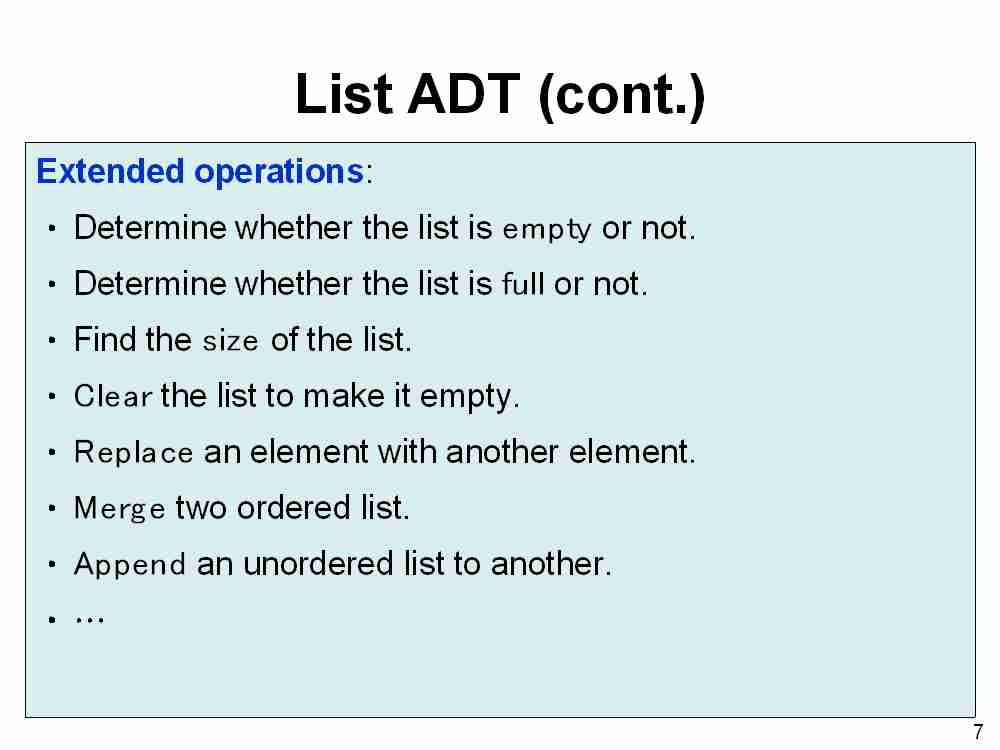 List ADT (cont.)
Extended operations:
• Determine whether the list is empty or not.
• Determine whether the list is full or not.
• Find the size of the list.
• Clear the list to make it empty.
• Replace an element with another element.
• Merge two ordered list.
• Append an unordered list to another.
• …
7